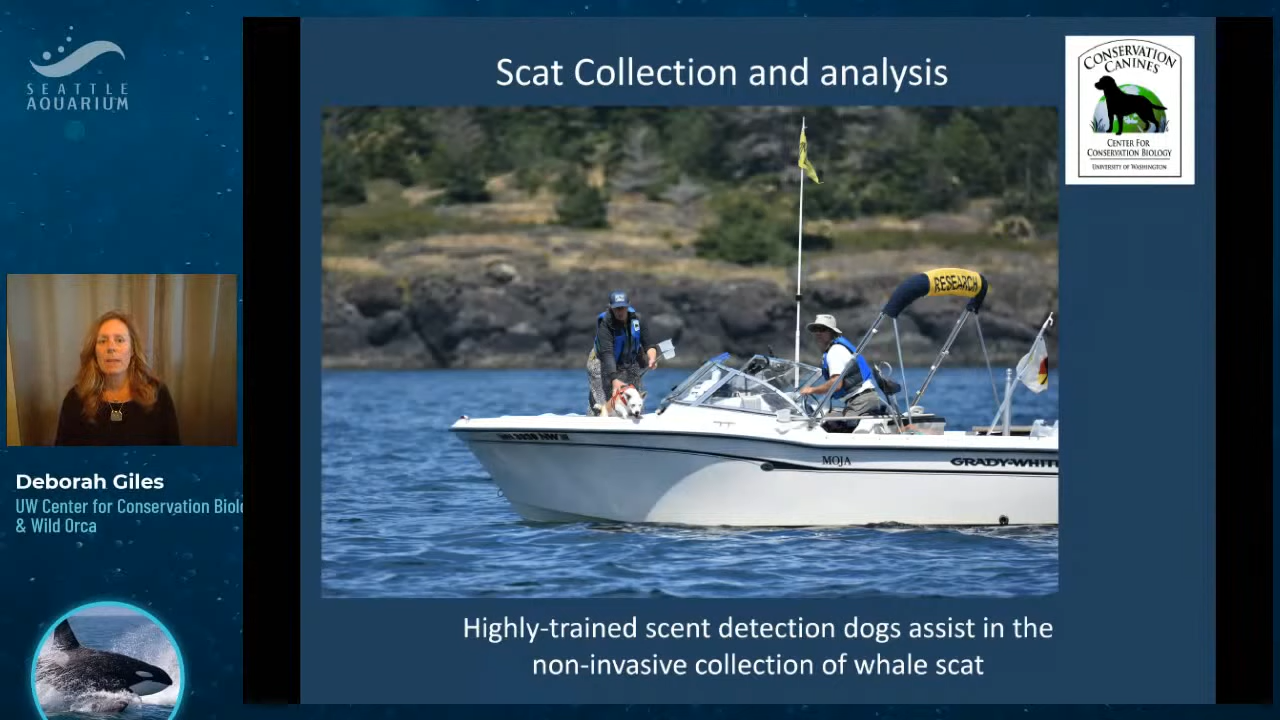 SEATTLE
AQUARIUM
Deborah Giles
UW Center for Conservation
& Wild Orca
Scat Collection and analysis
CONSERVATION
CANINES
CENTER FOR
CONSERVATION BIOLOGY
UNIVERSITY OF WASHINGTON
RESEARCH
MOJA
GRADY-WHIT
Highly-trained scent detection dogs assist in the
non-invasive collection of whale scat